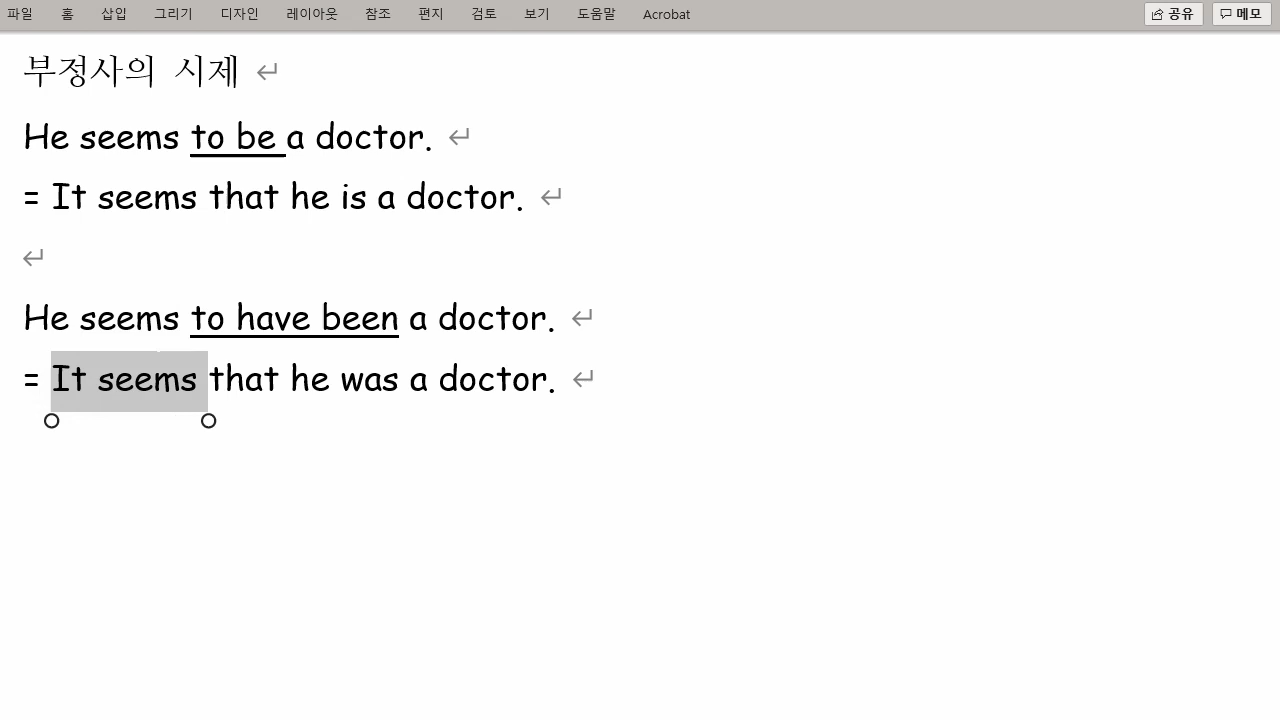 파일 홈 삽입 그리기 디자인 레이아웃 참조 편지 검토 보기 도움말 Acrobat 공유 메모
부정사의 시제
He seems to be a doctor.
= It seems that he is a doctor.
He seems to have been a doctor.
= It seems that he was a doctor.